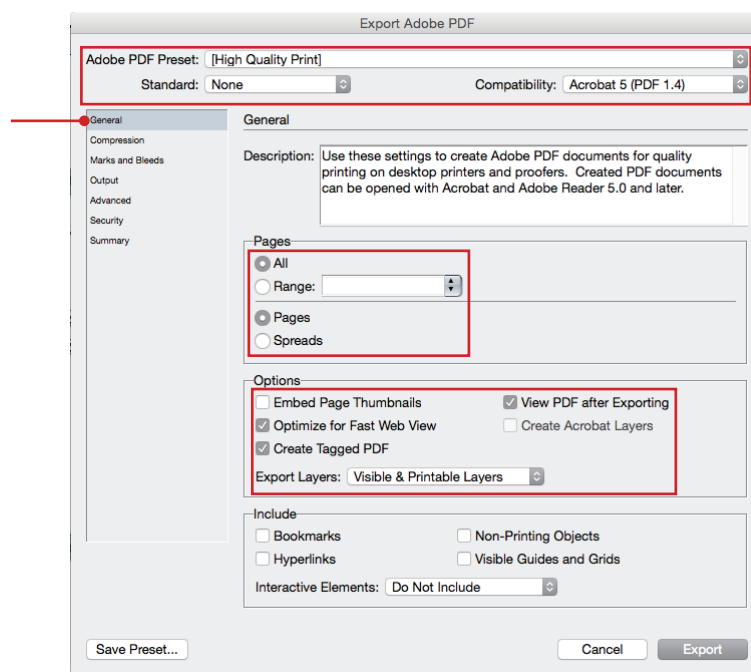 Export Adobe PDF
Adobe PDF Preset: [High Quality Print]
Standard: None Compatibility: Acrobat 5 (PDF 1.4)
General
Compression
Marks and Bleeds
Output
Advanced
Security
Summary
General
Description: Use these settings to create Adobe PDF documents for quality
printing on desktop printers and proofers. Created PDF documents
can be opened with Acrobat and Adobe Reader 5.0 and later.
Pages
All
Range:
Pages
Spreads
Options
Embed Page Thumbnails View PDF after Exporting
Optimize for Fast Web View Create Acrobat Layers
Create Tagged PDF
Export Layers: Visible & Printable Layers
Include
Bookmarks Non-Printing Objects
Hyperlinks Visible Guides and Grids
Interactive Elements: Do Not Include
Save Preset... Cancel Export